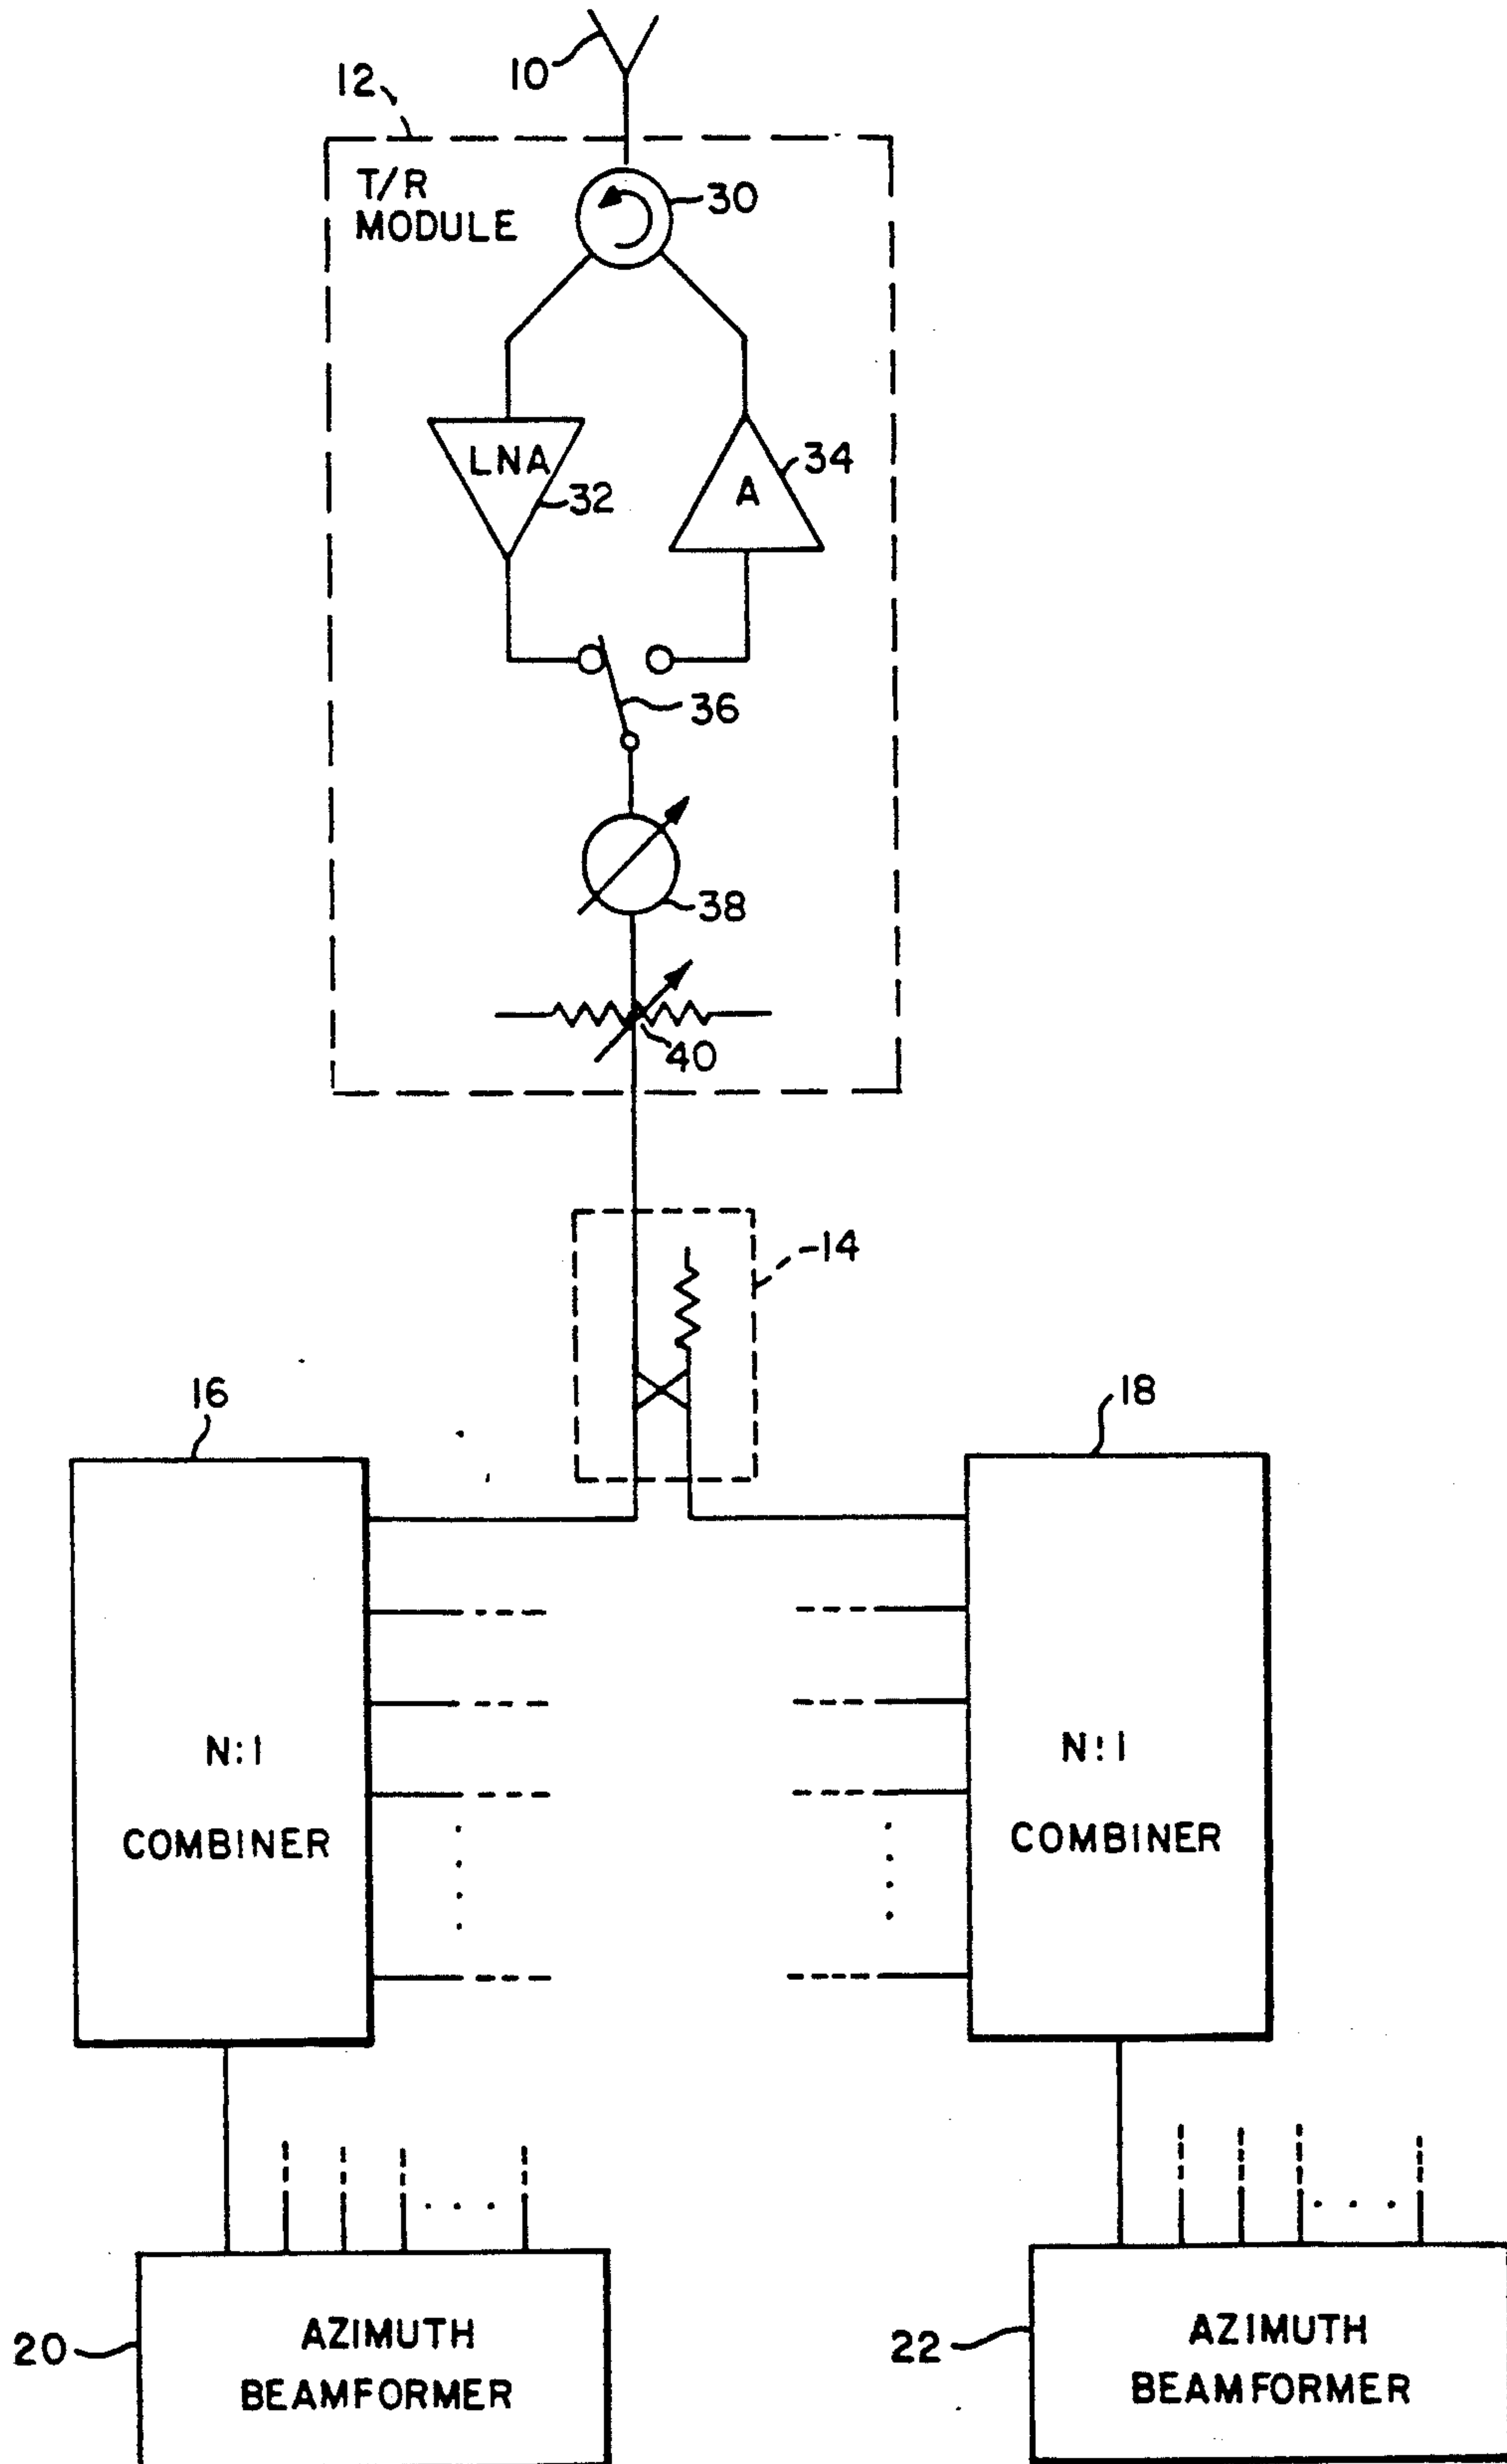 10
12
T/R
MODULE
30
LNA
32
34
A
36
38
40
14
16
18
N:1
COMBINER
N:1
COMBINER
20
AZIMUTH
BEAMFORMER
22
AZIMUTH
BEAMFORMER